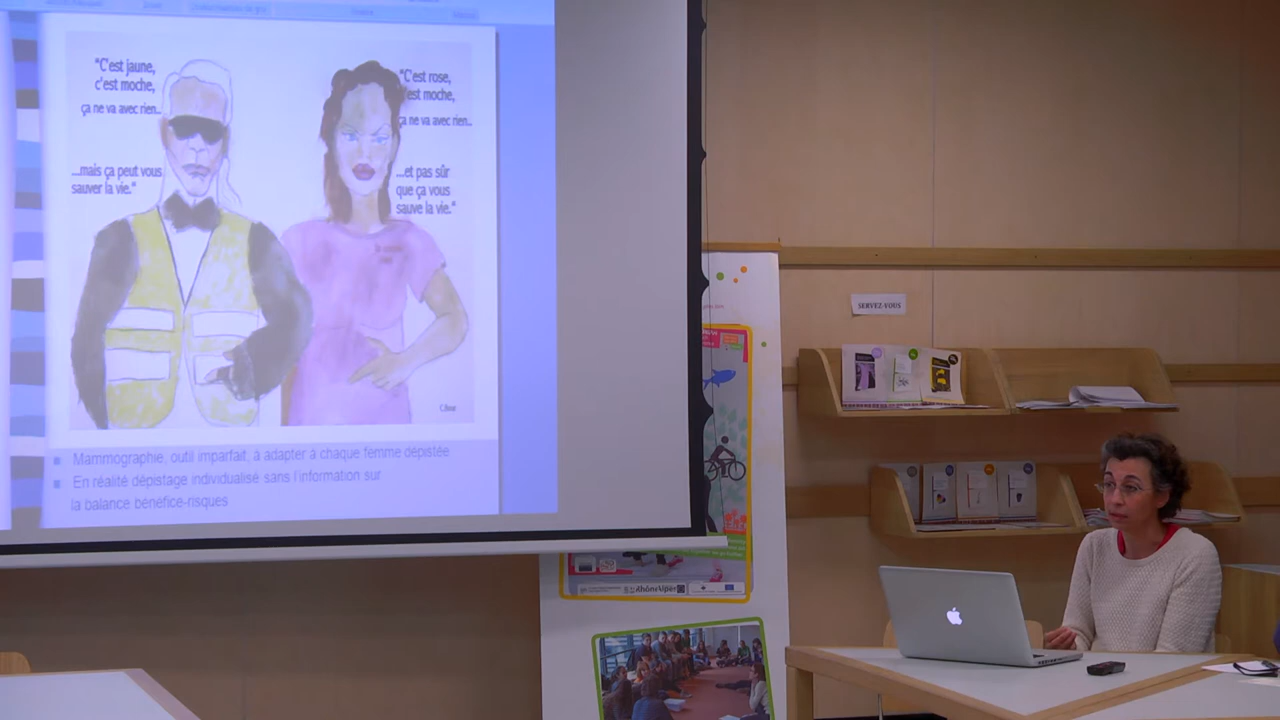 "C'est jaune,
c'est moche,
ça ne va avec rien...
...mais ça peut vous
sauver la vie."
"C'est rose,
c'est moche,
ça ne va avec rien...
...et pas sûr
que ça vous
sauve la vie."
Mammographie, outil imparfait, à adapter à chaque femme dépistée
En réalité dépistage individualisé sans l'information sur
la balance bénéfice-risques
SERVEZ-VOUS
RhôneAlpes